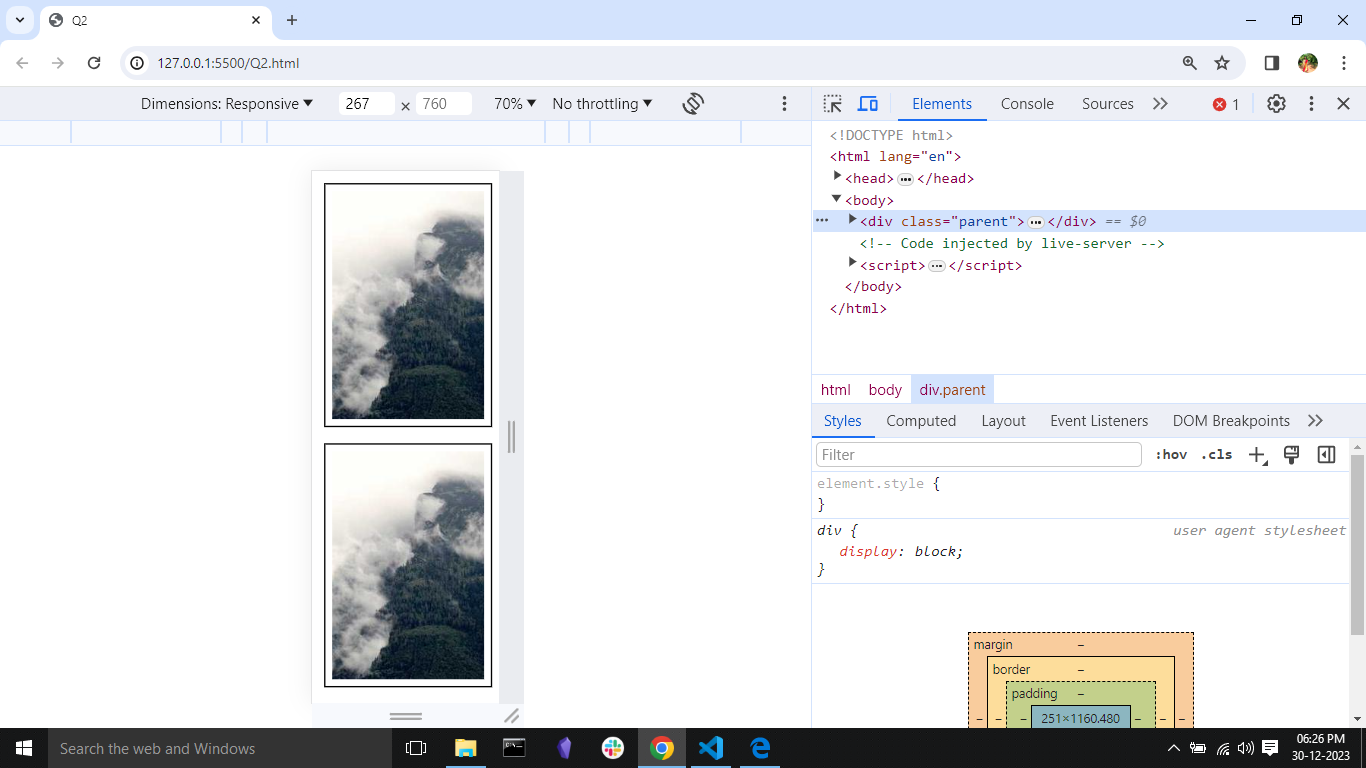 Q2
127.0.0.1:5500/Q2.html
Dimensions: Responsive 267 × 760 70% No throttling
Elements Console Sources 1
<!DOCTYPE html>
<html lang="en">
<head> ••• </head>
<body>
••• <div class="parent"> ••• </div> == $0
<!-- Code injected by live-server -->
<script> ••• </script>
</body>
</html>
html body div.parent
Styles Computed Layout Event Listeners DOM Breakpoints
Filter :hov .cls
element.style {
}
div { user agent stylesheet
display: block;
}
margin –
border –
padding –
– – – 251×1160.480 – – –
Search the web and Windows
06:26 PM
30-12-2023